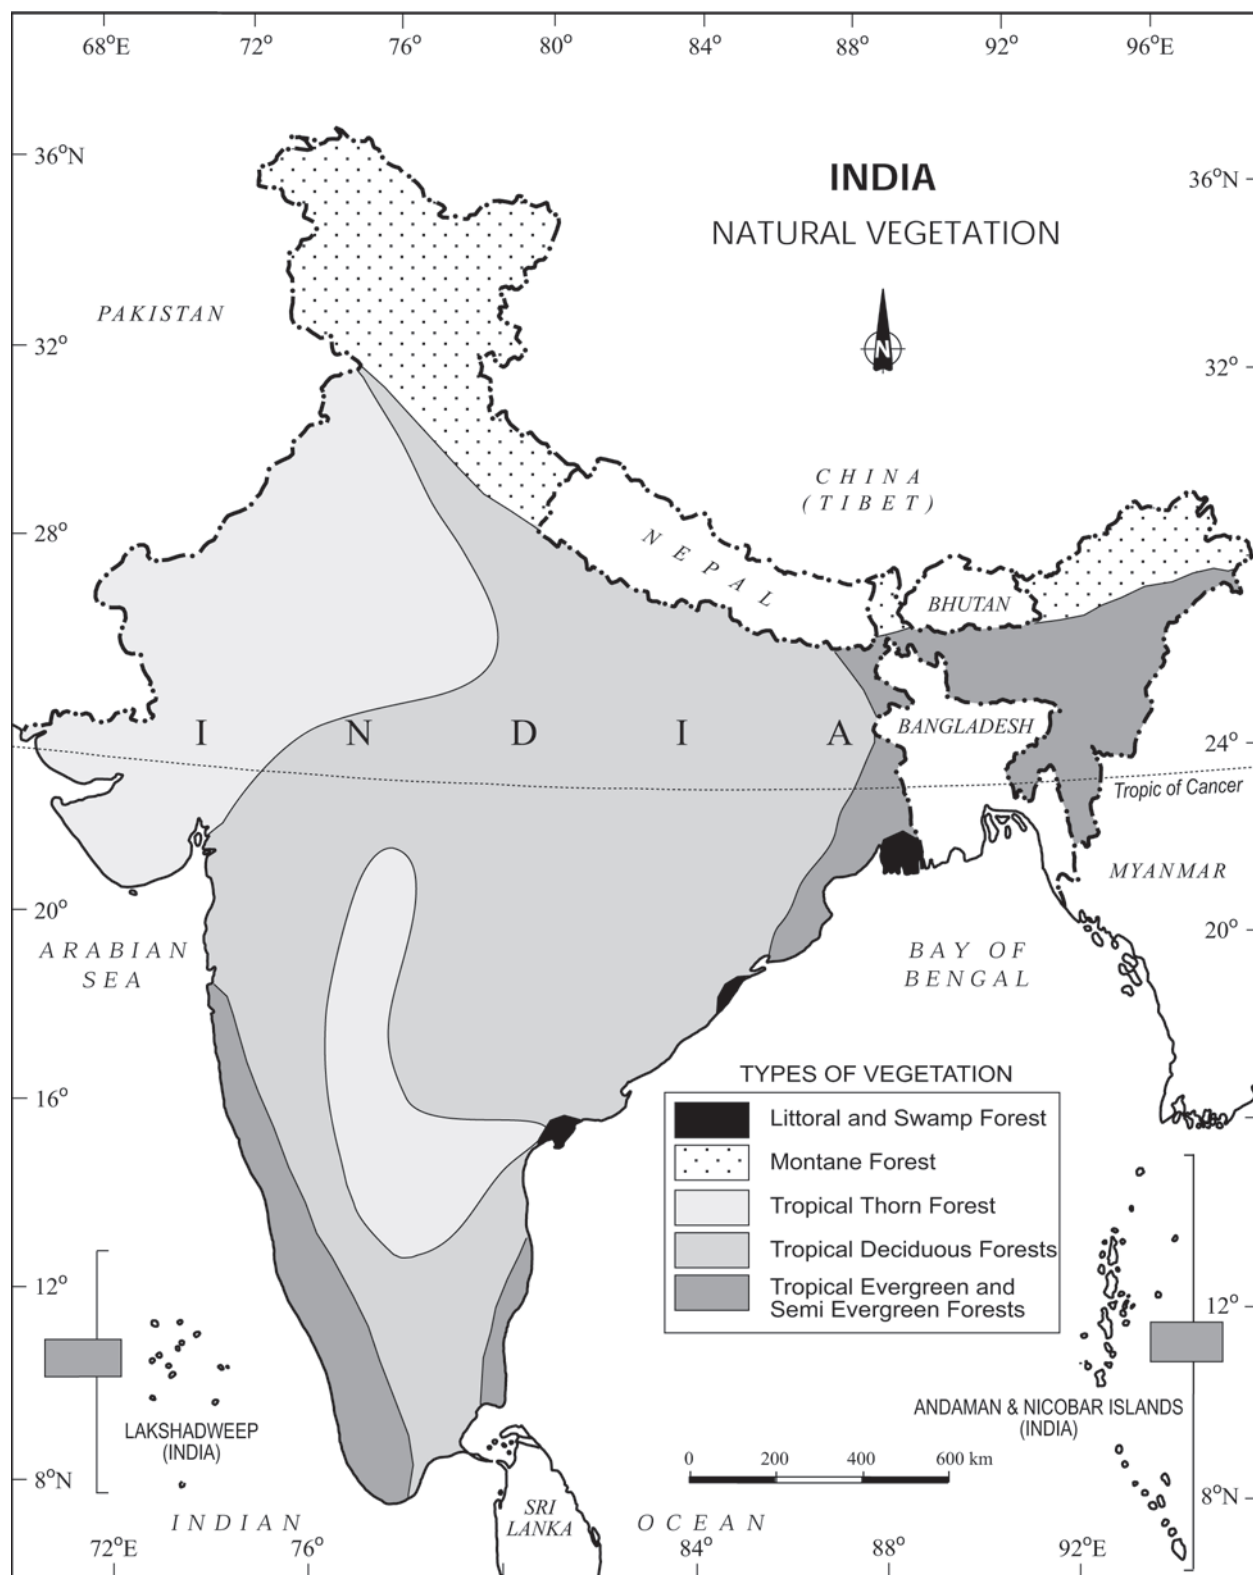 68°E 72° 76° 80° 84° 88° 92° 96°E
36°N
INDIA
36°N
NATURAL VEGETATION
PAKISTAN
N
32°
32°
CHINA
(TIBET)
28°
NEPAL
BHUTAN
INDIA
BANGLADESH
24°
Tropic of Cancer
MYANMAR
20°
20°
ARABIAN
SEA
BAY OF
BENGAL
TYPES OF VEGETATION
16°
Littoral and Swamp Forest
Montane Forest
Tropical Thorn Forest
Tropical Deciduous Forests
Tropical Evergreen and
Semi Evergreen Forests
12°
12°
LAKSHADWEEP
(INDIA)
ANDAMAN & NICOBAR ISLANDS
(INDIA)
0 200 400 600 km
8°N
8°N
SRI
LANKA
INDIAN OCEAN
72°E 76° 84° 88° 92°E